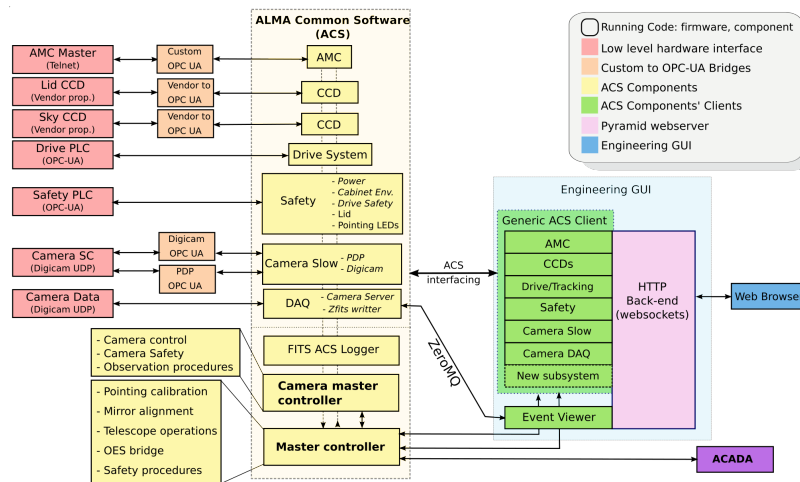 ALMA Common Software
(ACS)
AMC Master
(Telnet)
Custom
OPC UA
AMC
Lid CCD
(Vendor prop.)
Vendor to
OPC UA
CCD
Sky CCD
(Vendor prop.)
Vendor to
OPC UA
CCD
Drive PLC
(OPC-UA)
Drive System
Safety PLC
(OPC-UA)
Safety
- Power
- Cabinet Env.
- Drive Safety
- Lid
- Pointing LEDs
Camera SC
(Digicam UDP)
Digicam
OPC UA
PDP
OPC UA
Camera Slow
- PDP
- Digicam
Camera Data
(Digicam UDP)
DAQ
- Camera Server
- Zfits writter
FITS ACS Logger
- Camera control
- Camera Safety
- Observation procedures
Camera master
controller
- Pointing calibration
- Mirror alignment
- Telescope operations
- OES bridge
- Safety procedures
Master controller
ACS
interfacing
ZeroMQ
Engineering GUI
Generic ACS Client
AMC
CCDs
Drive/Tracking
Safety
Camera Slow
Camera DAQ
New subsystem
Event Viewer
HTTP
Back-end
(websockets)
Web Browse
ACADA
Running Code: firmware, component
Low level hardware interface
Custom to OPC-UA Bridges
ACS Components
ACS Components' Clients
Pyramid webserver
Engineering GUI